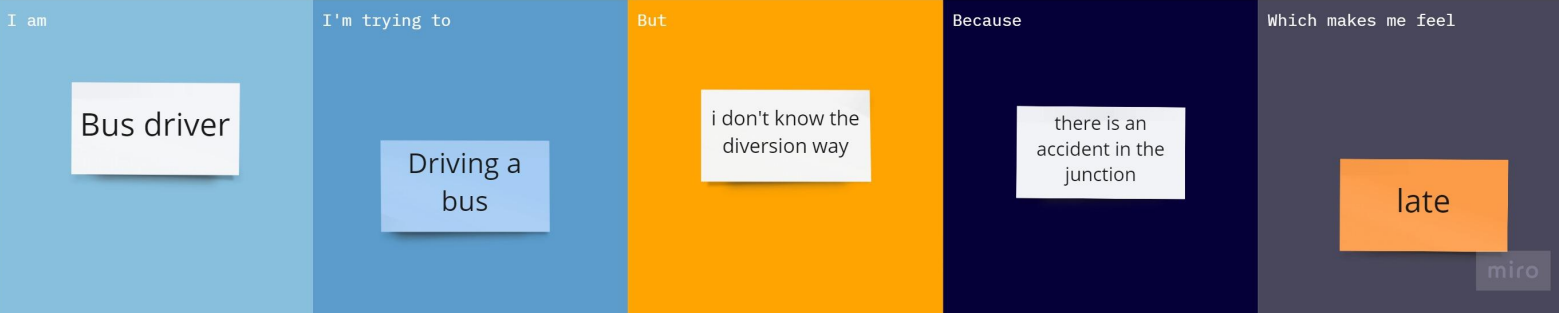 I am
Bus driver
I'm trying to
Driving a
bus
But
i don't know the
diversion way
Because
there is an
accident in the
junction
Which makes me feel
late
miro